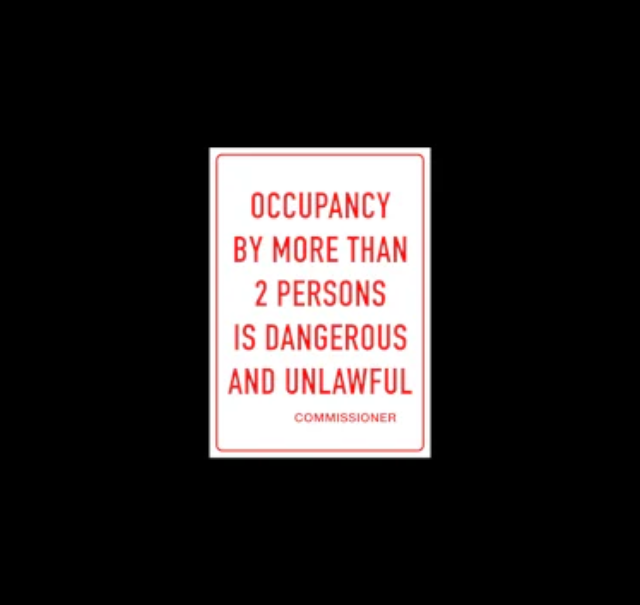 OCCUPANCY
BY MORE THAN
2 PERSONS
IS DANGEROUS
AND UNLAWFUL
COMMISSIONER